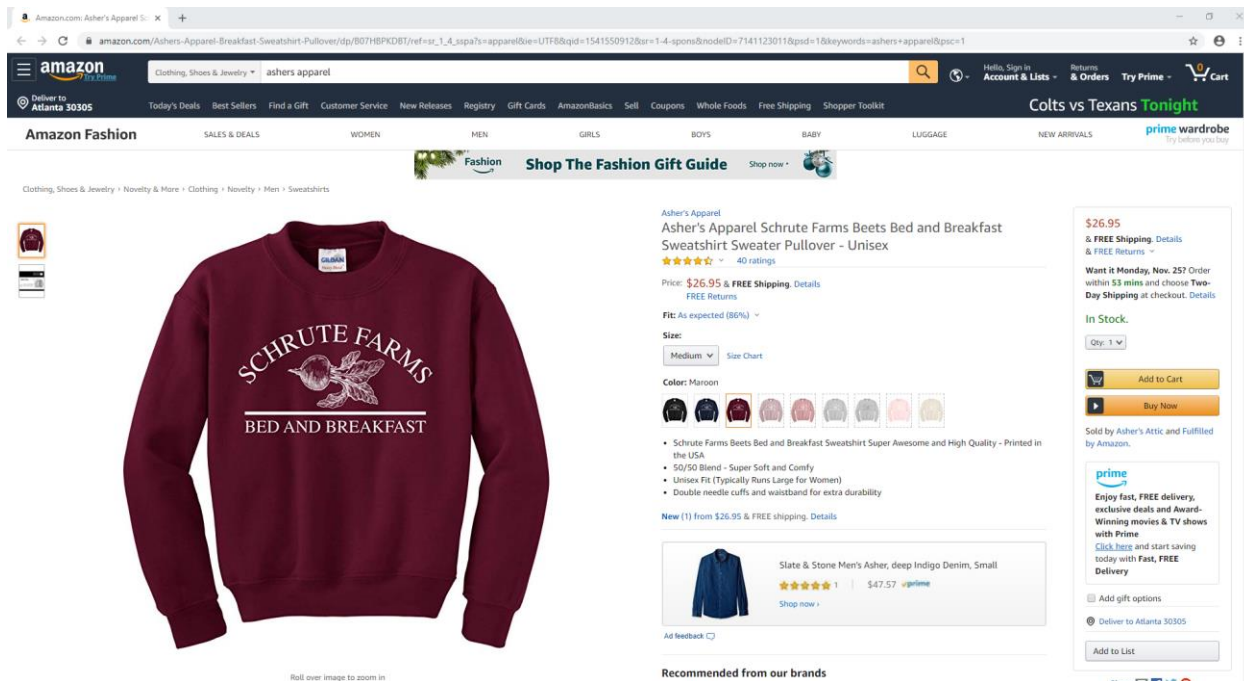 Amazon.com: Asher's Apparel Sc
amazon.com/Ashers-Apparel-Breakfast-Sweatshirt-Pullover/dp/B07HBPKDBT/ref=sr_1_4_sspa?s=apparel&ie=UTF8&qid=1541550912&sr=1-4-spons&nodeID=7141123011&psd=1&keywords=ashers+apparel&psc=1
amazon
Try Prime
Clothing, Shoes & Jewelry
ashers apparel
Hello, Sign in
Account & Lists
Returns
& Orders
Try Prime
0
Cart
Deliver to
Atlanta 30305
Today's Deals Best Sellers Find a Gift Customer Service New Releases Registry Gift Cards AmazonBasics Sell Coupons Whole Foods Free Shipping Shopper Toolkit
Colts vs Texans Tonight
Amazon Fashion
SALES & DEALS WOMEN MEN GIRLS BOYS BABY LUGGAGE NEW ARRIVALS
prime wardrobe
Try before you buy
Fashion Shop The Fashion Gift Guide Shop now
Clothing, Shoes & Jewelry › Novelty & More › Clothing › Novelty › Men › Sweatshirts
GILDAN
SCHRUTE FARMS
BED AND BREAKFAST
Roll over image to zoom in
Asher's Apparel
Asher's Apparel Schrute Farms Beets Bed and Breakfast
Sweatshirt Sweater Pullover - Unisex
40 ratings
Price: $26.95 & FREE Shipping. Details
FREE Returns
Fit: As expected (86%)
Size:
Medium Size Chart
Color: Maroon
• Schrute Farms Beets Bed and Breakfast Sweatshirt Super Awesome and High Quality - Printed in
the USA
• 50/50 Blend - Super Soft and Comfy
• Unisex Fit (Typically Runs Large for Women)
• Double needle cuffs and waistband for extra durability
New (1) from $26.95 & FREE shipping. Details
Slate & Stone Men's Asher, deep Indigo Denim, Small
1 | $47.57 prime
Shop now ›
Ad feedback
Recommended from our brands
$26.95
& FREE Shipping. Details
& FREE Returns
Want it Monday, Nov. 25? Order
within 53 mins and choose Two-
Day Shipping at checkout. Details
In Stock.
Qty: 1
Add to Cart
Buy Now
Sold by Asher's Attic and Fulfilled
by Amazon.
prime
Enjoy fast, FREE delivery,
exclusive deals and Award-
Winning movies & TV shows
with Prime
Click here and start saving
today with Fast, FREE
Delivery
Add gift options
Deliver to Atlanta 30305
Add to List